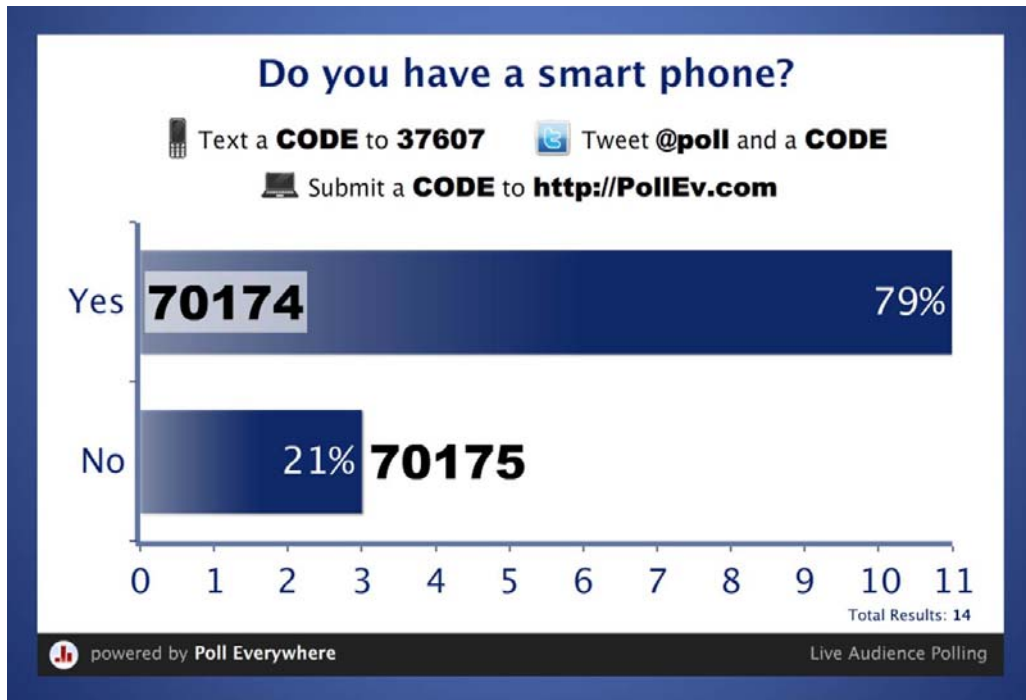 Do you have a smart phone?
Text a CODE to 37607 Tweet @poll and a CODE
Submit a CODE to http://PollEv.com
Yes 70174 79%
No 21% 70175
0 1 2 3 4 5 6 7 8 9 10 11
Total Results: 14
powered by Poll Everywhere Live Audience Polling